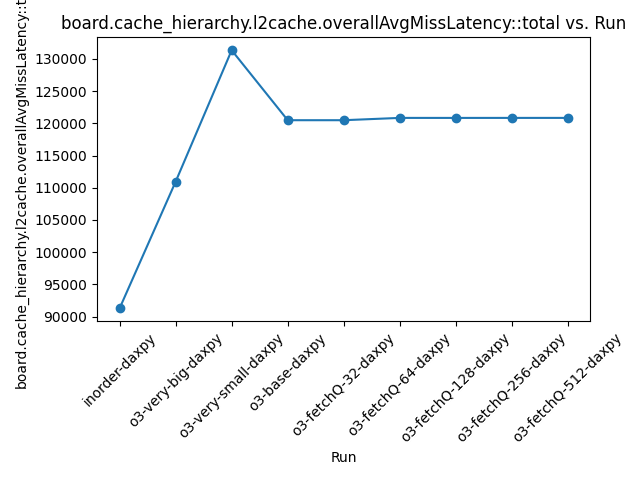 board.cache_hierarchy.l2cache.overallAvgMissLatency::total vs. Run
board.cache_hierarchy.l2cache.overallAvgMissLatency::t
130000
125000
120000
115000
110000
105000
100000
95000
90000
inorder-daxpy
o3-very-big-daxpy
o3-very-small-daxpy
o3-base-daxpy
o3-fetchQ-32-daxpy
o3-fetchQ-64-daxpy
o3-fetchQ-128-daxpy
o3-fetchQ-256-daxpy
o3-fetchQ-512-daxpy
Run